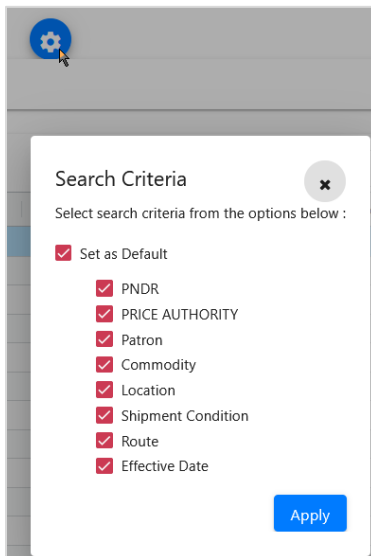 Search Criteria
Select search criteria from the options below :
Set as Default
PNDR
PRICE AUTHORITY
Patron
Commodity
Location
Shipment Condition
Route
Effective Date
Apply